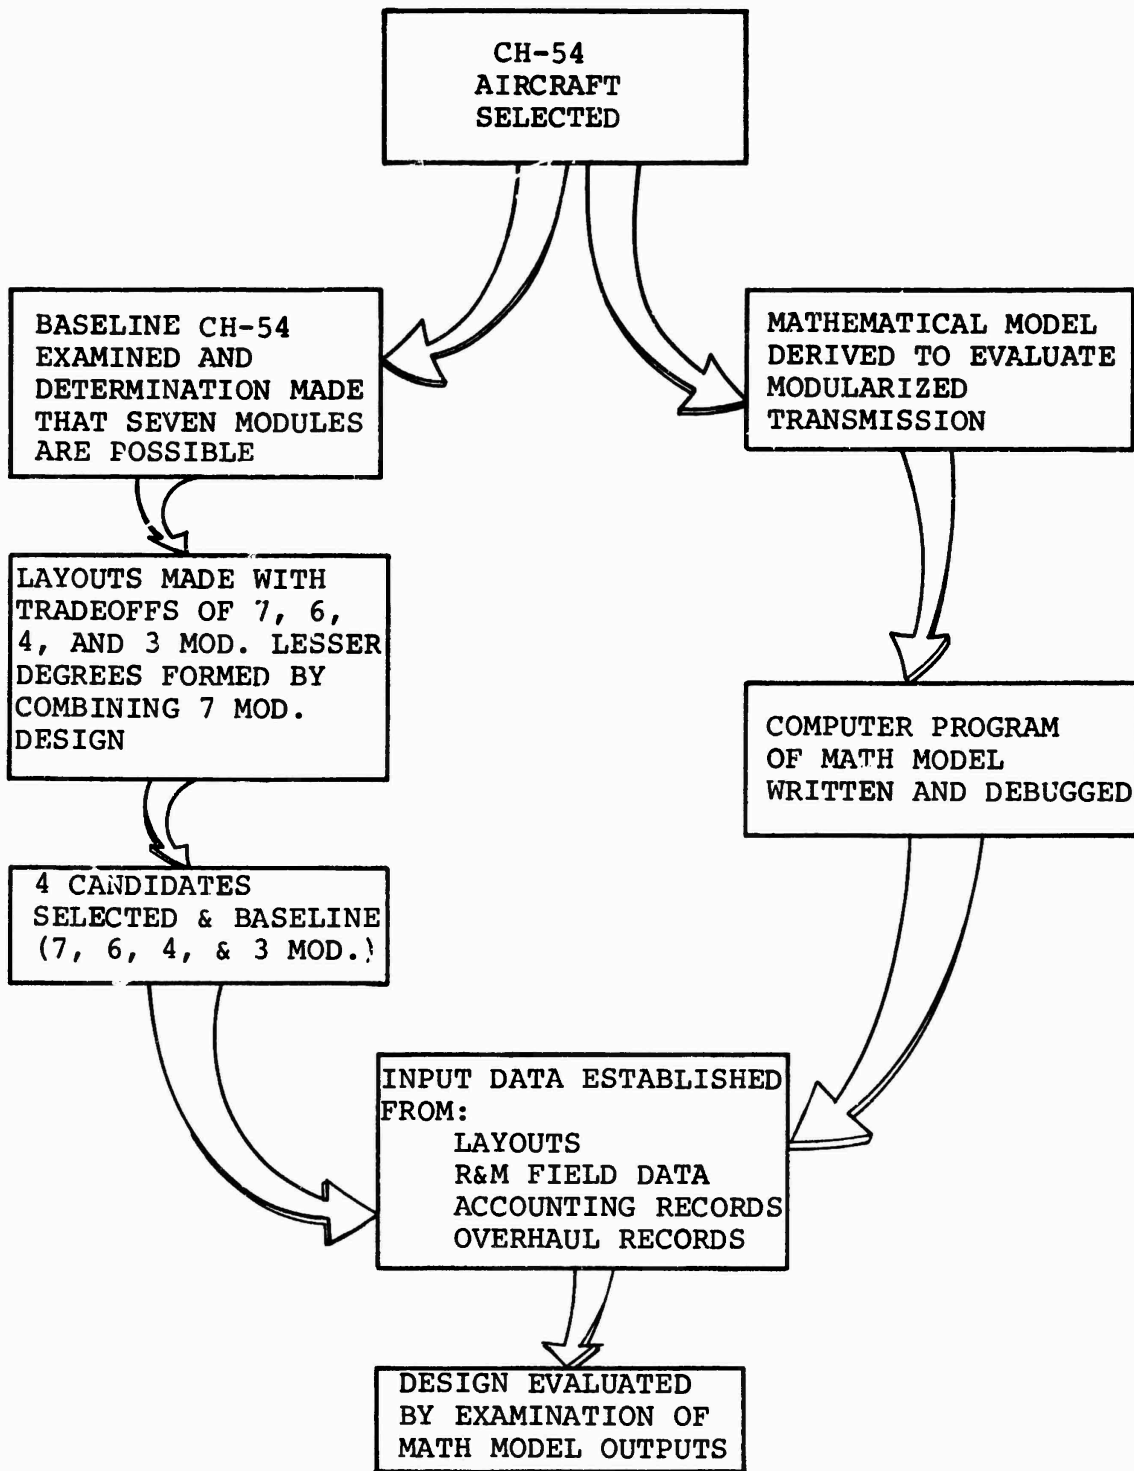 CH-54
AIRCRAFT
SELECTED
BASELINE CH-54
EXAMINED AND
DETERMINATION MADE
THAT SEVEN MODULES
ARE POSSIBLE
MATHEMATICAL MODEL
DERIVED TO EVALUATE
MODULARIZED
TRANSMISSION
LAYOUTS MADE WITH
TRADEOFFS OF 7, 6,
4, AND 3 MOD. LESSER
DEGREES FORMED BY
COMBINING 7 MOD.
DESIGN
COMPUTER PROGRAM
OF MATH MODEL
WRITTEN AND DEBUGGED
4 CANDIDATES
SELECTED & BASELINE
(7, 6, 4, & 3 MOD.)
INPUT DATA ESTABLISHED
FROM:
LAYOUTS
R&M FIELD DATA
ACCOUNTING RECORDS
OVERHAUL RECORDS
DESIGN EVALUATED
BY EXAMINATION OF
MATH MODEL OUTPUTS